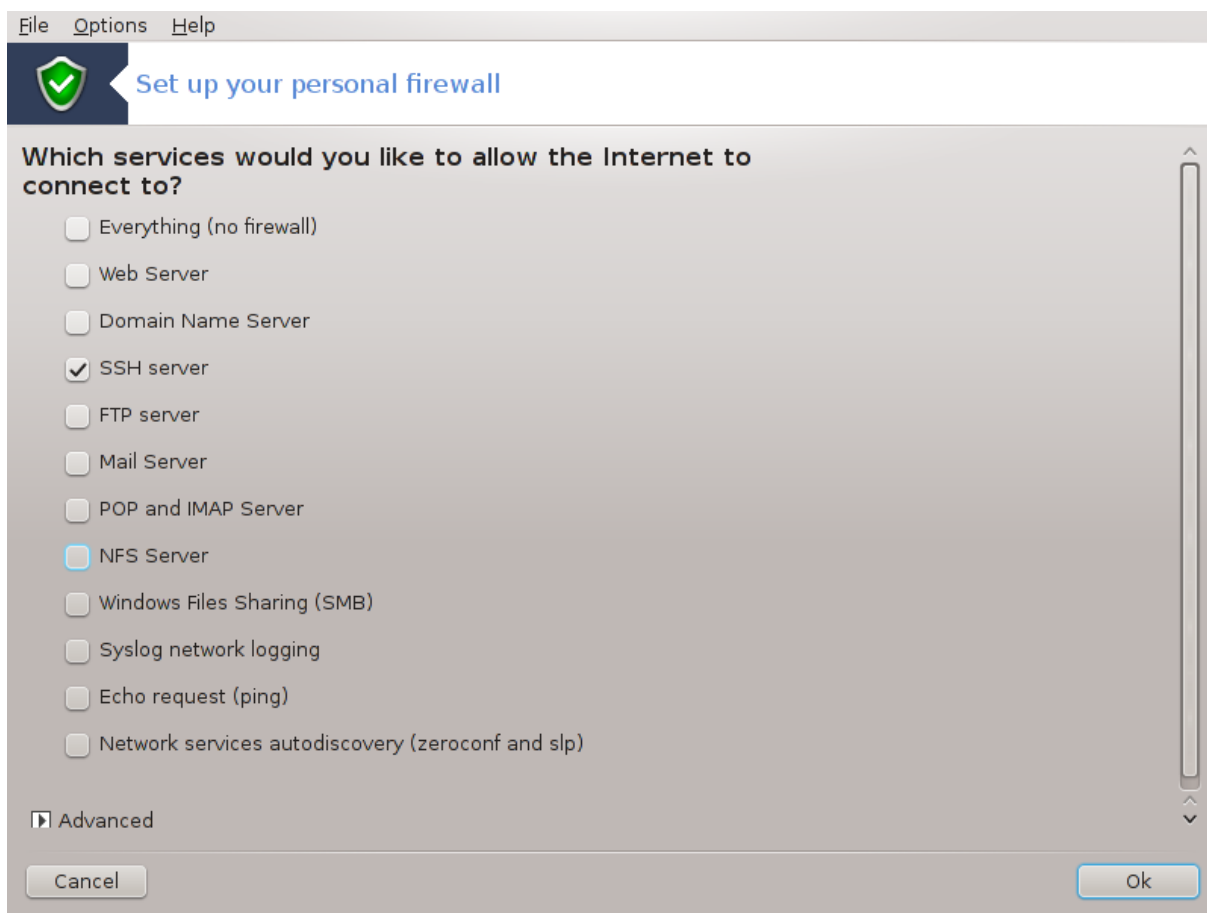 File Options Help
Set up your personal firewall
Which services would you like to allow the Internet to
connect to?
Everything (no firewall)
Web Server
Domain Name Server
SSH server
FTP server
Mail Server
POP and IMAP Server
NFS Server
Windows Files Sharing (SMB)
Syslog network logging
Echo request (ping)
Network services autodiscovery (zeroconf and slp)
Advanced
Cancel Ok